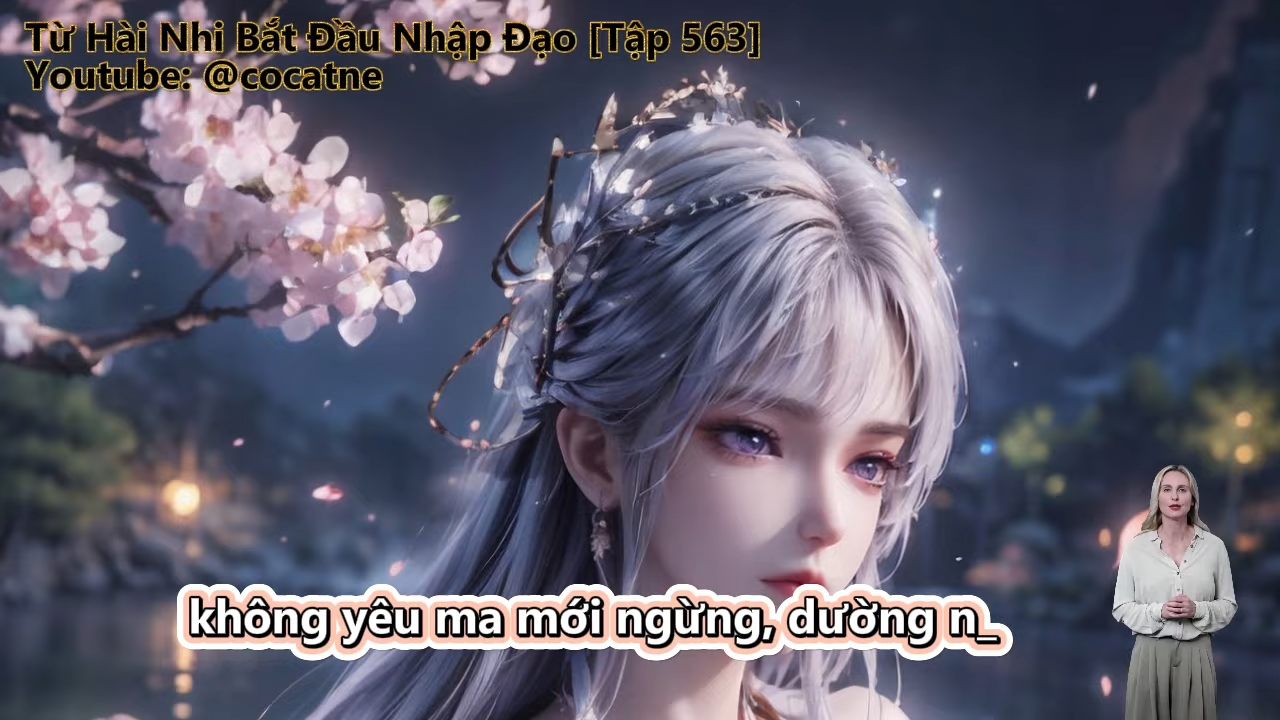 Từ Hài Nhi Bắt Đầu Nhập Đạo [Tập 563]
Youtube: @cocatne
không yêu ma mới ngừng, dường n_